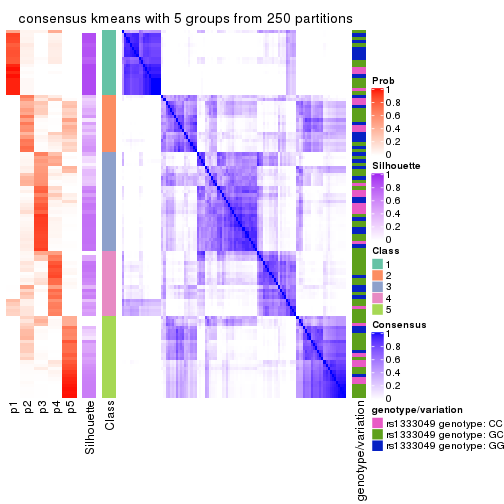 consensus kmeans with 5 groups from 250 partitions
Prob
1
0.8
0.6
0.4
0.2
0
Silhouette
1
0.8
0.6
0.4
0.2
0
Class
1
2
3
4
5
Consensus
1
0.8
0.6
0.4
0.2
0
genotype/variation
rs1333049 genotype: CC
rs1333049 genotype: GC
rs1333049 genotype: GG
p1
p2
p3
p4
p5
Silhouette
Class
genotype/variation